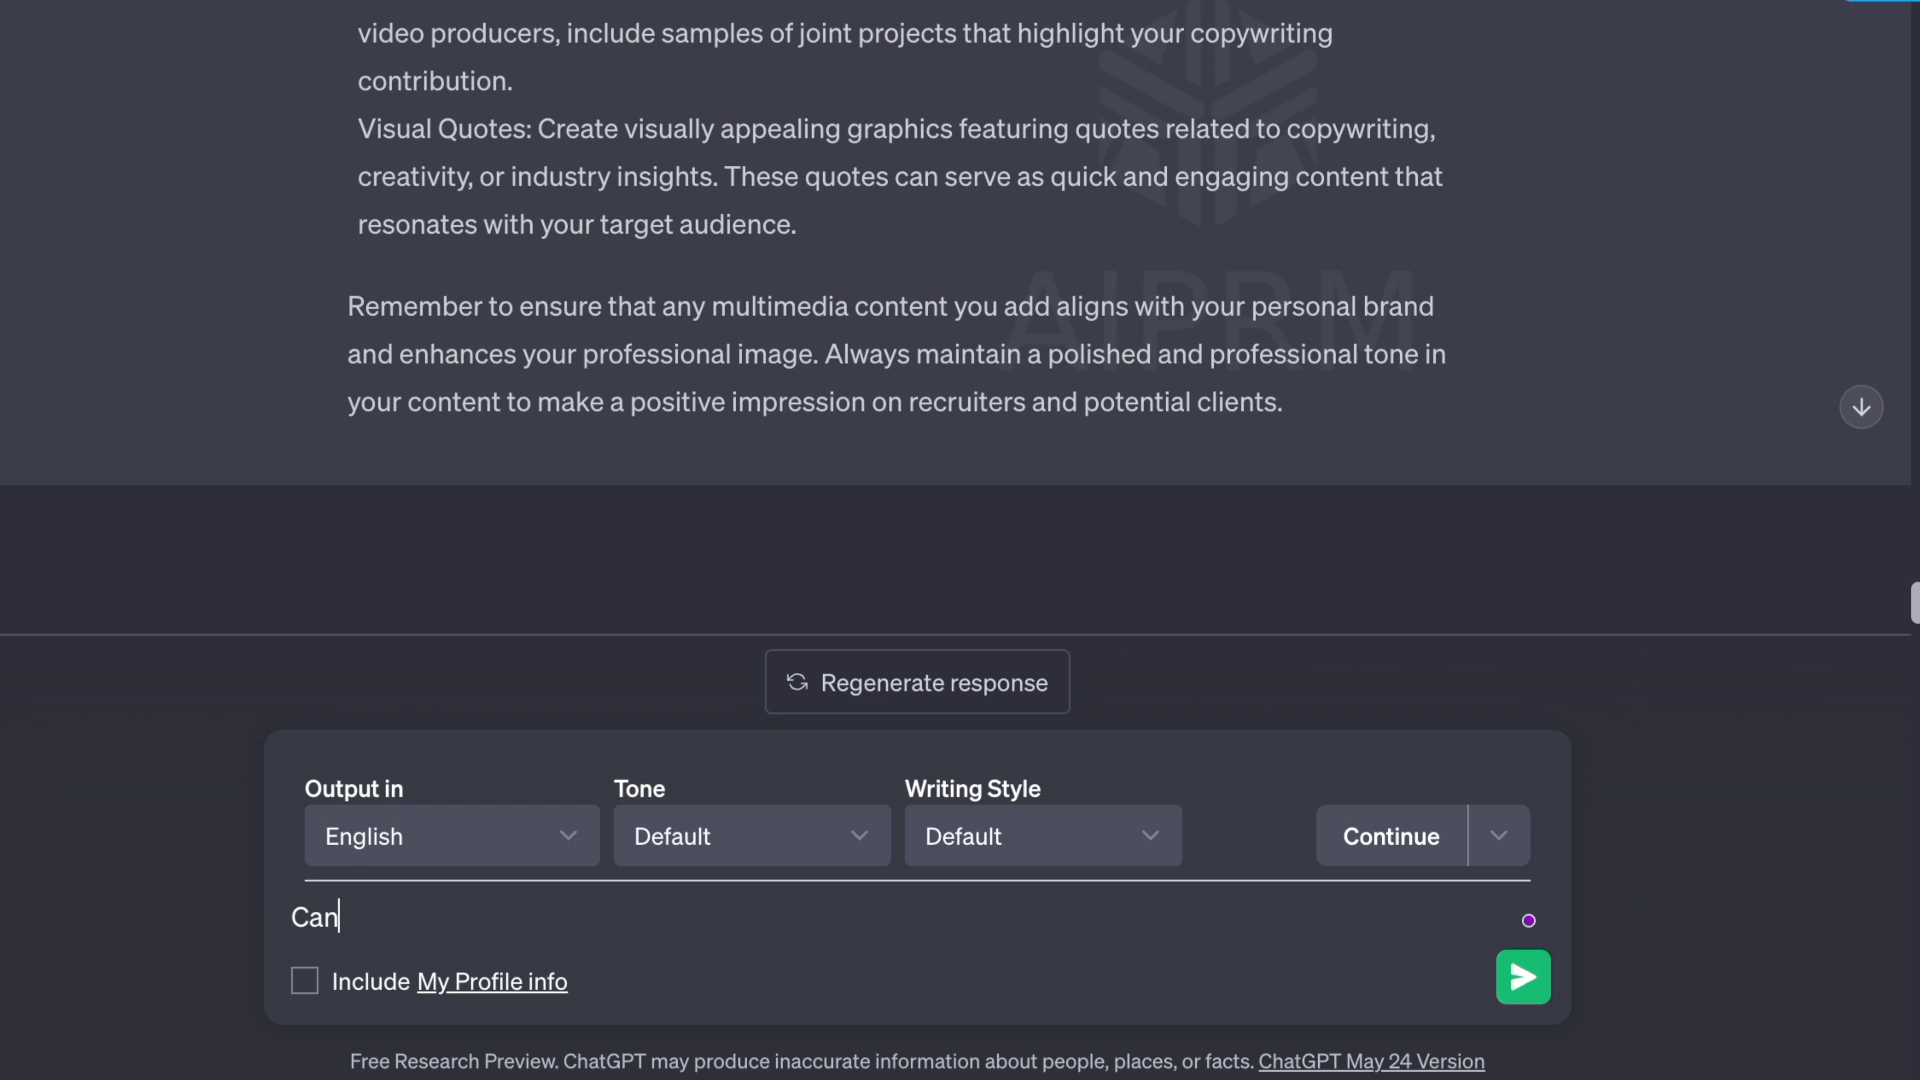 video producers, include samples of joint projects that highlight your copywriting
contribution.
Visual Quotes: Create visually appealing graphics featuring quotes related to copywriting,
creativity, or industry insights. These quotes can serve as quick and engaging content that
resonates with your target audience.
AIPRM
Remember to ensure that any multimedia content you add aligns with your personal brand
and enhances your professional image. Always maintain a polished and professional tone in
your content to make a positive impression on recruiters and potential clients.
Regenerate response
Output in Tone Writing Style
English Default Default Continue
Can
Include My Profile info
Free Research Preview. ChatGPT may produce inaccurate information about people, places, or facts. ChatGPT May 24 Version